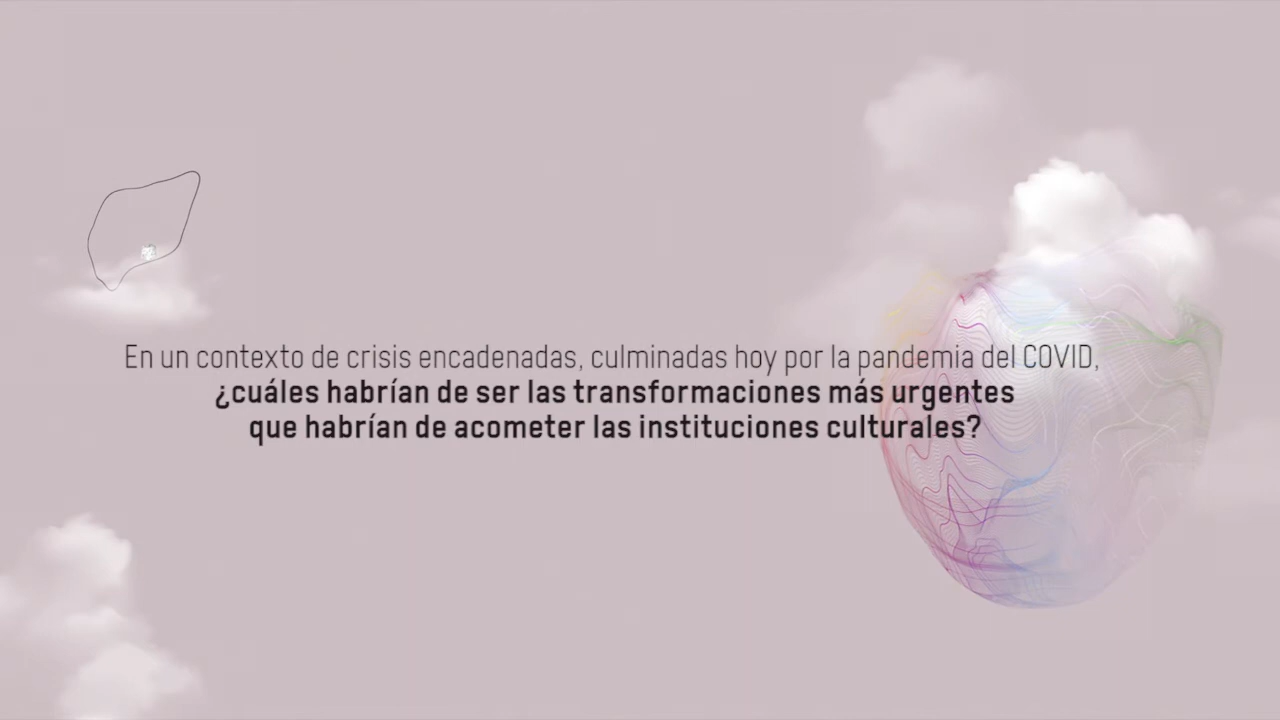 En un contexto de crisis encadenadas, culminadas hoy por la pandemia del COVID,
¿cuáles habrían de ser las transformaciones más urgentes
que habrían de acometer las instituciones culturales?